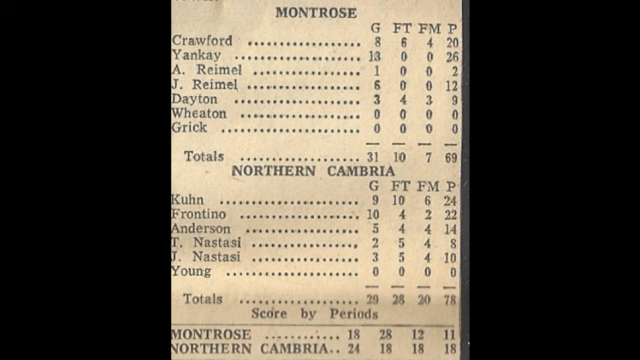 MONTROSE
G FT FM P
Crawford ................... 8 6 4 20
Yankay ..................... 13 0 0 26
A. Reimel .................. 1 0 0 2
J. Reimel .................. 6 0 0 12
Dayton ..................... 3 4 3 9
Wheaton .................... 0 0 0 0
Grick ...................... 0 0 0 0
Totals ..................... 31 10 7 69
NORTHERN CAMBRIA
G FT FM P
Kuhn ....................... 9 10 6 24
Frontino ................... 10 4 2 22
Anderson ................... 5 4 4 14
T. Nastasi ................. 2 5 4 8
J. Nastasi ................. 3 5 4 10
Young ...................... 0 0 0 0
Totals ..................... 29 28 20 78
Score by Periods
MONTROSE ............ 18 28 12 11
NORTHERN CAMBRIA.. 24 18 18 18